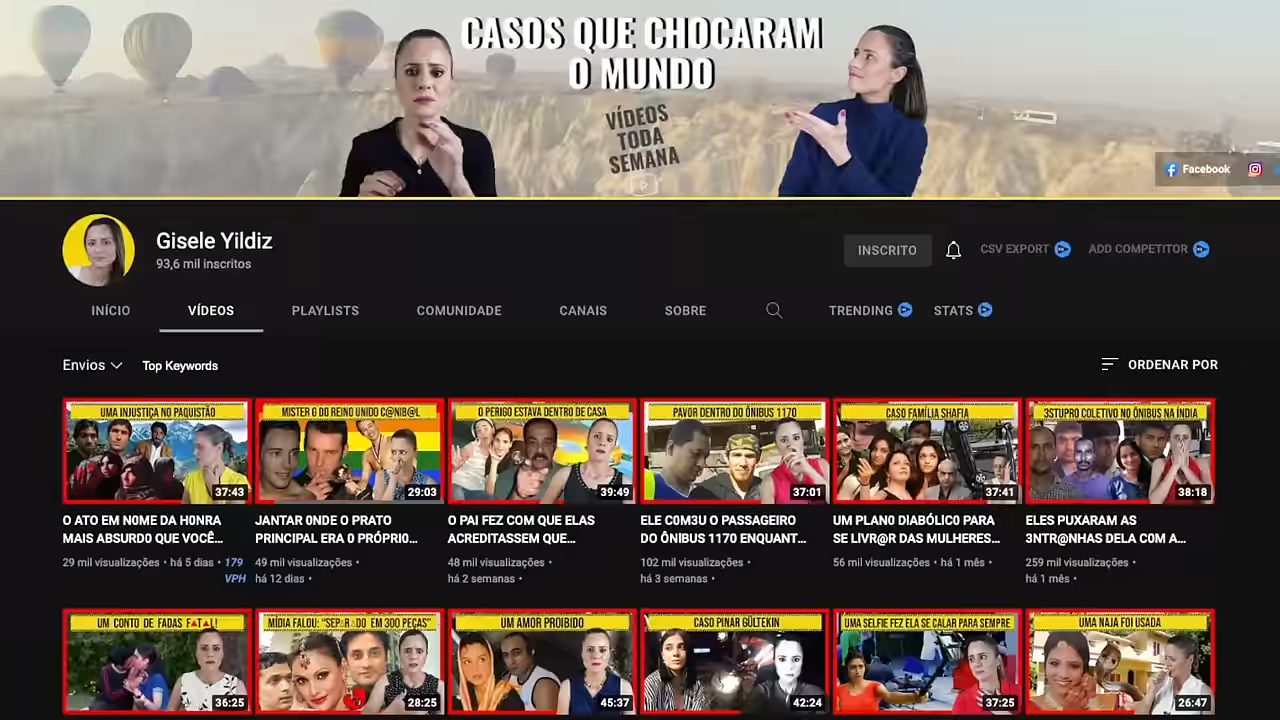 CASOS QUE CHOCARAM
O MUNDO
VÍDEOS
TODA
SEMANA
Facebook
Gisele Yildiz
93,6 mil inscritos
INSCRITO
CSV EXPORT
ADD COMPETITOR
INÍCIO
VÍDEOS
PLAYLISTS
COMUNIDADE
CANAIS
SOBRE
TRENDING
STATS
Envios
Top Keywords
ORDENAR POR
UMA INJUSTIÇA NO PAQUISTÃO
MISTER G DO REINO UNIDO C@NIB@L
O PERIGO ESTAVA DENTRO DE CASA
PAVOR DENTRO DO ÔNIBUS 1170
CASO FAMÍLIA SHAFIA
3STUPRO COLETIVO NO ÔNIBUS NA ÍNDIA
37:43
29:03
39:49
37:01
37:41
38:18
O ATO EM N0ME DA H0NRA
MAIS ABSURD0 QUE VOCÊ...
29 mil visualizações • há 5 dias • 179
VPH
JANTAR 0NDE O PRATO
PRINCIPAL ERA 0 PRÓPRI0...
49 mil visualizações •
há 12 dias •
O PAI FEZ COM QUE ELAS
ACREDITASSEM QUE...
48 mil visualizações •
há 2 semanas •
ELE C0M3U O PASSAGEIRO
DO ÔNIBUS 1170 ENQUANT...
102 mil visualizações •
há 3 semanas •
UM PLAN0 DIABÓLIC0 PARA
SE LIVR@R DAS MULHERES...
56 mil visualizações • há 1 mês •
ELES PUXARAM AS
3NTR@NHAS DELA C0M A...
259 mil visualizações •
há 1 mês •
UM CONTO DE FADAS F▲T▲L!
MÍDIA FALOU: "SEP▫R▫DO EM 300 PEÇAS"
UM AMOR PROIBIDO
CASO PINAR GÜLTEKIN
UMA SELFIE FEZ ELA SE CALAR PARA SEMPRE
UMA NAJA FOI USADA
36:25
28:25
45:37
42:24
37:25
26:47